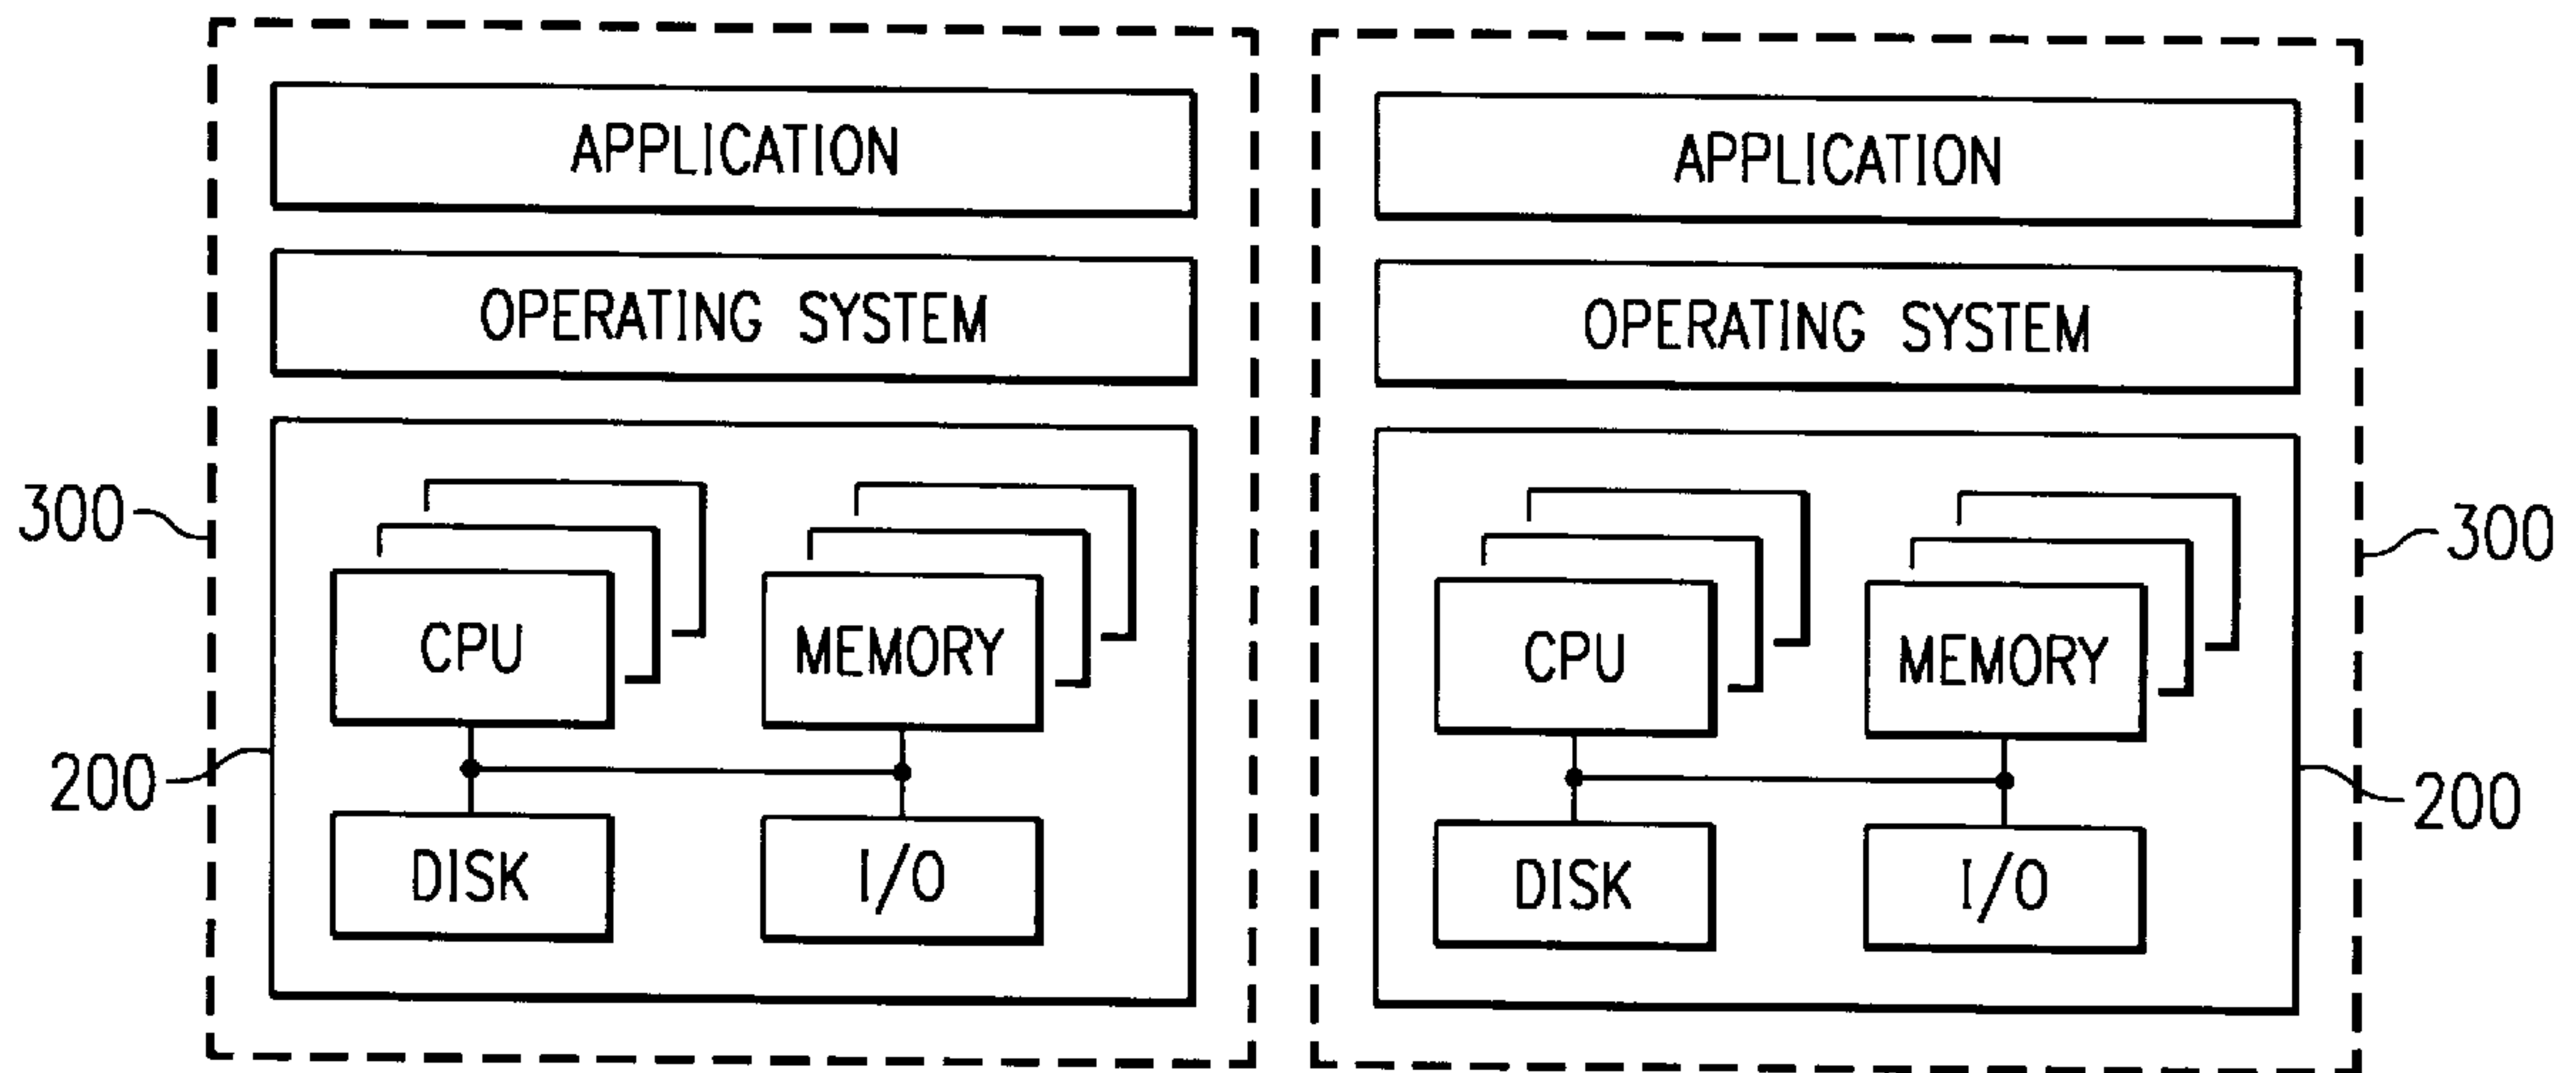 APPLICATION
OPERATING SYSTEM
300
CPU
MEMORY
200
DISK
I/O
APPLICATION
OPERATING SYSTEM
300
CPU
MEMORY
200
DISK
I/O